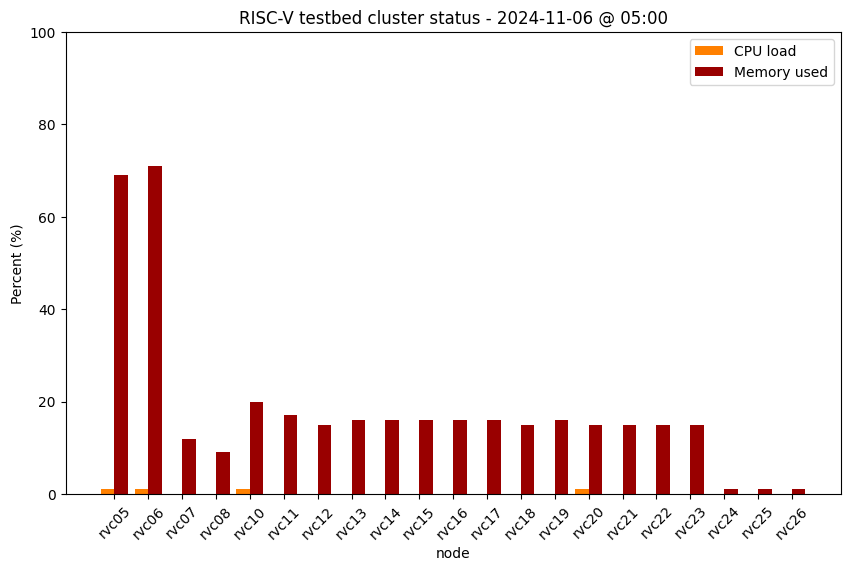 RISC-V testbed cluster status - 2024-11-06 @ 05:00
CPU load
Memory used
Percent (%)
100
80
60
40
20
0
rvc05
rvc06
rvc07
rvc08
rvc10
rvc11
rvc12
rvc13
rvc14
rvc15
rvc16
rvc17
rvc18
rvc19
rvc20
rvc21
rvc22
rvc23
rvc24
rvc25
rvc26
node